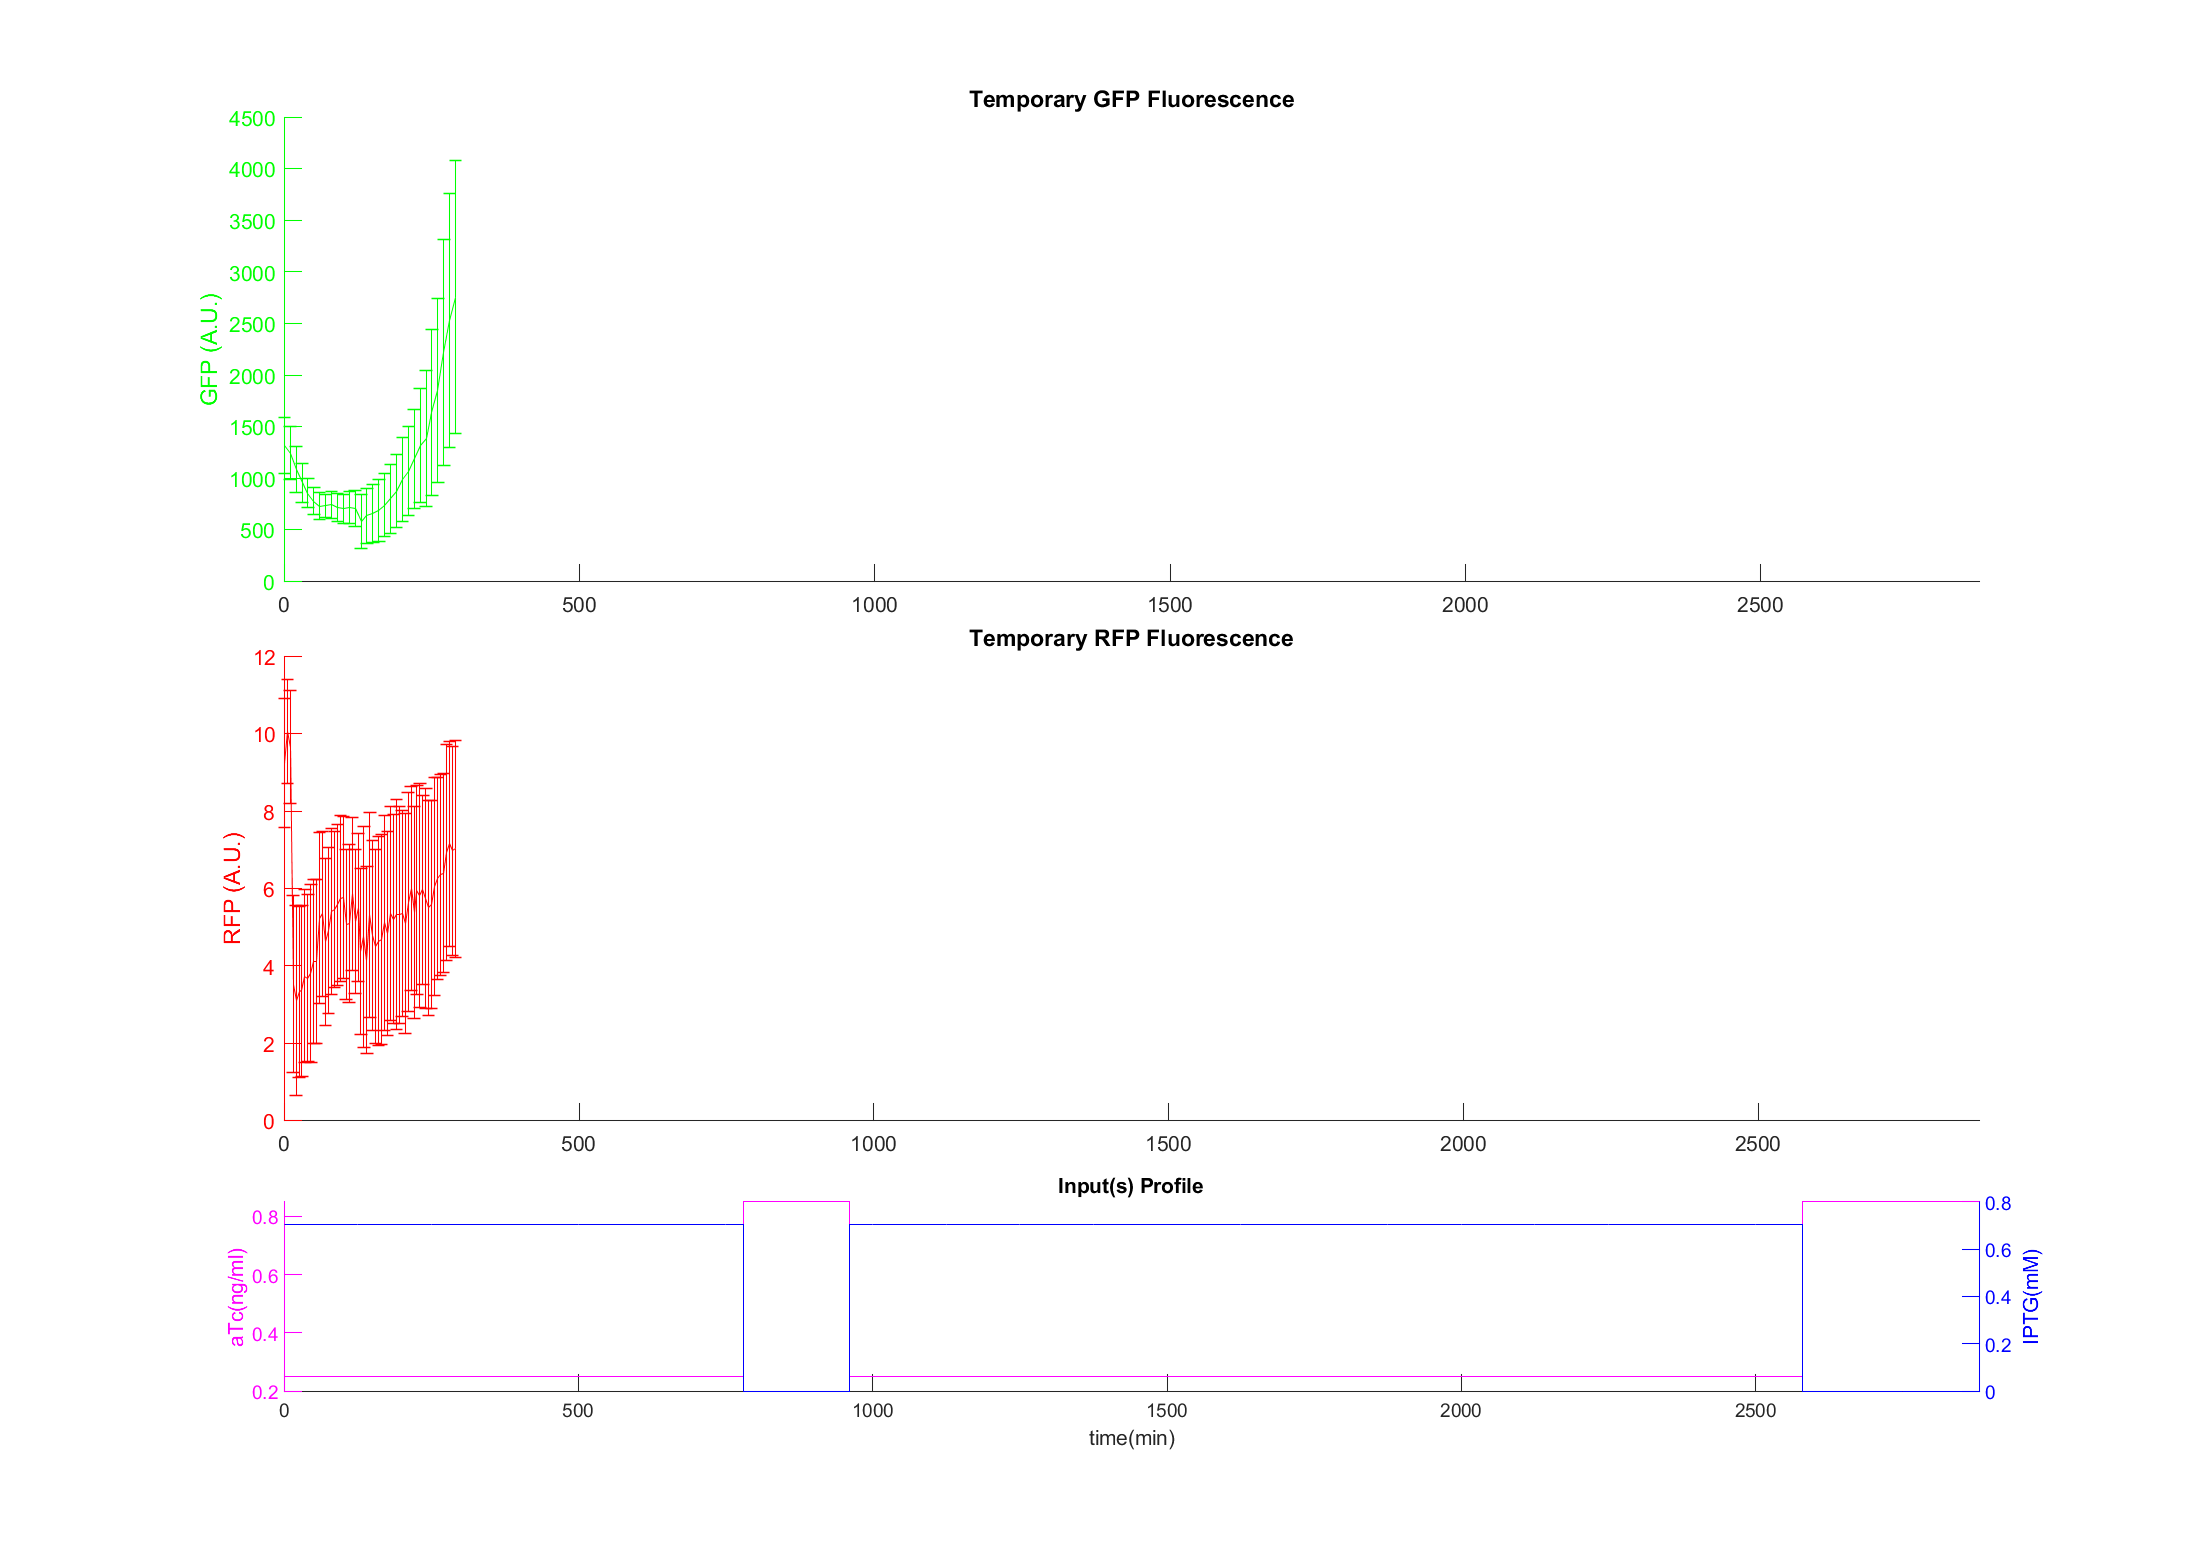 Temporary GFP Fluorescence
4500
4000
3500
3000
2500
2000
1500
1000
500
0
GFP (A.U.)
0 500 1000 1500 2000 2500
Temporary RFP Fluorescence
12
10
8
6
4
2
0
RFP (A.U.)
0 500 1000 1500 2000 2500
Input(s) Profile
0.8
0.6
0.4
0.2
aTc(ng/ml)
0.8
0.6
0.4
0.2
0
IPTG(mM)
0 500 1000 1500 2000 2500
time(min)